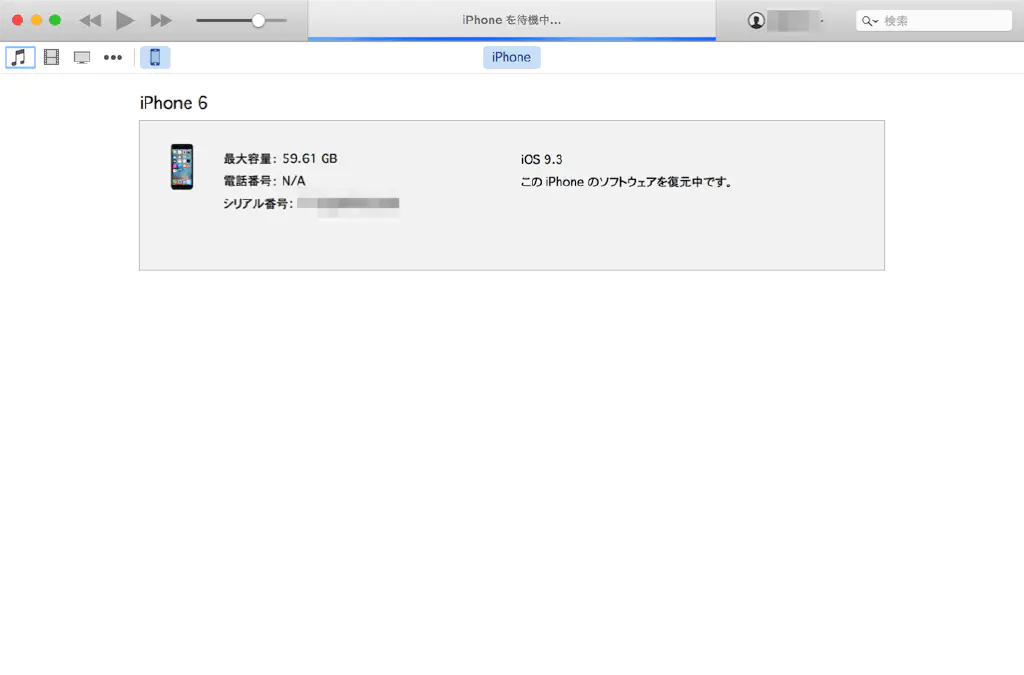 iPhone を待機中...
検索
iPhone
iPhone 6
最大容量: 59.61 GB
電話番号: N/A
シリアル番号:
iOS 9.3
この iPhone のソフトウェアを復元中です。